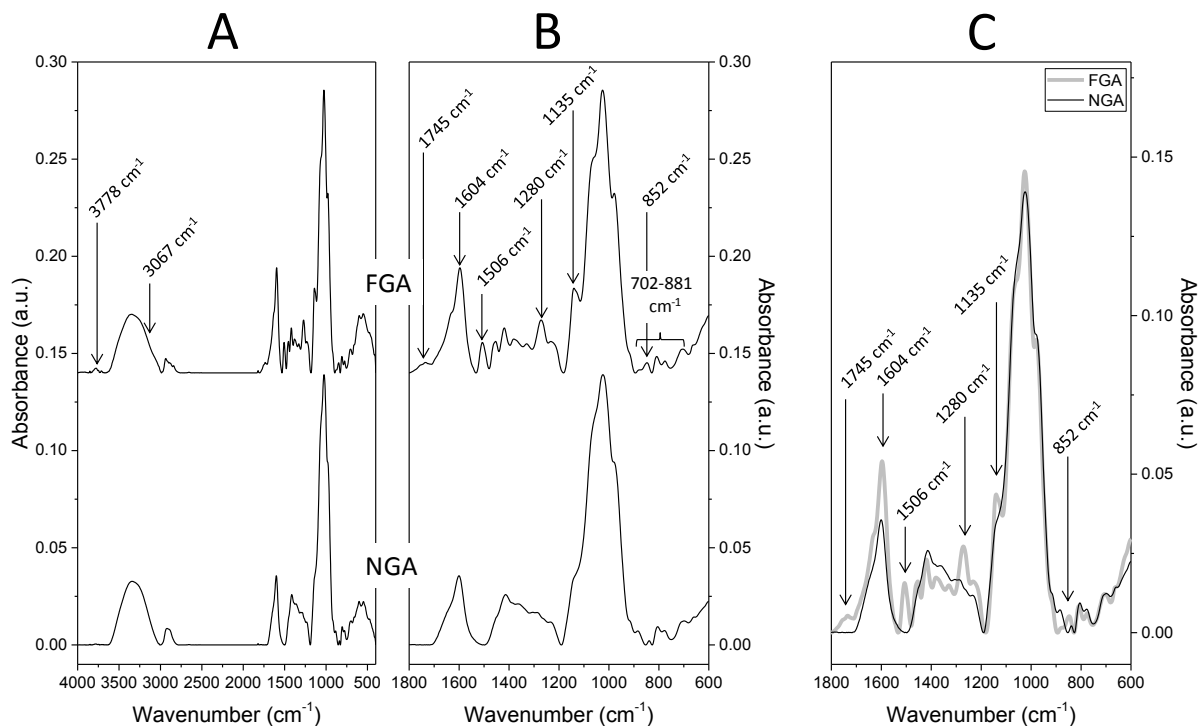 A
B
C
0.30
0.25
0.20
0.15
0.10
0.05
0.00
Absorbance (a.u.)
3778 cm⁻¹
3067 cm⁻¹
FGA
NGA
4000 3500 3000 2500 2000 1500 1000 500
Wavenumber (cm⁻¹)
1745 cm⁻¹
1604 cm⁻¹
1506 cm⁻¹
1280 cm⁻¹
1135 cm⁻¹
852 cm⁻¹
702-881
cm⁻¹
0.30
0.25
0.20
0.15
0.10
0.05
0.00
Absorbance (a.u.)
1800 1600 1400 1200 1000 800 600
Wavenumber (cm⁻¹)
FGA
NGA
1745 cm⁻¹
1604 cm⁻¹
1506 cm⁻¹
1280 cm⁻¹
1135 cm⁻¹
852 cm⁻¹
0.15
0.10
0.05
0.00
Absorbance (a.u.)
1800 1600 1400 1200 1000 800 600
Wavenumber (cm⁻¹)